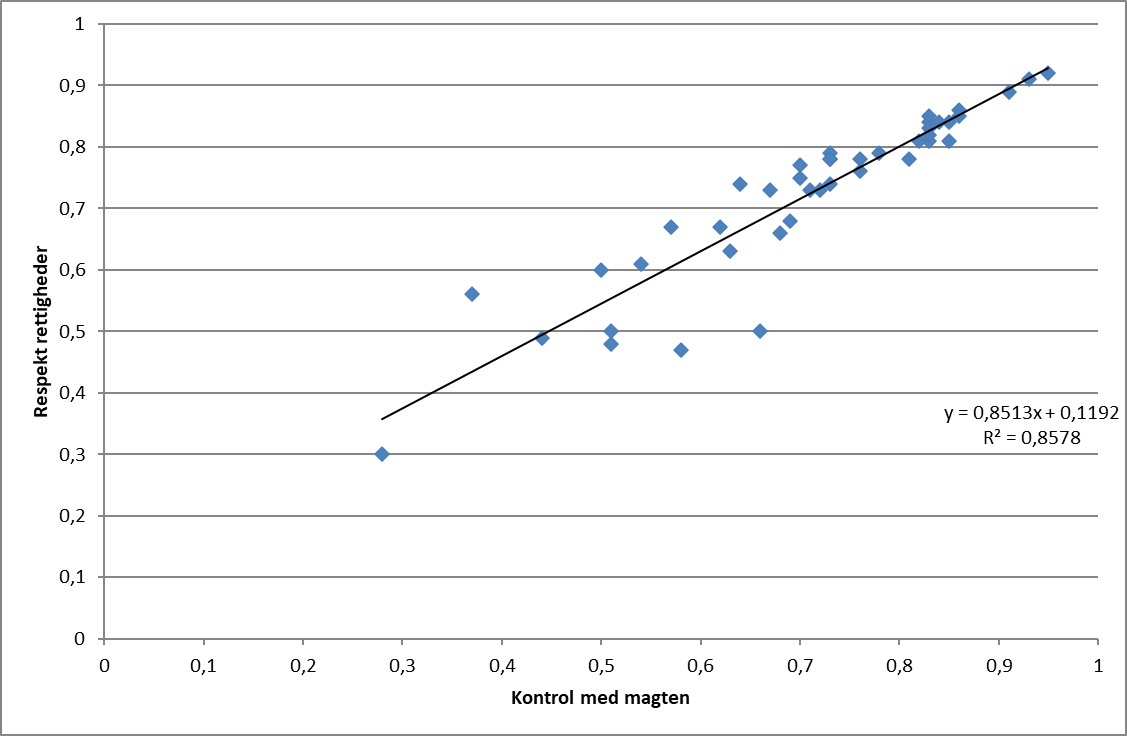 1
0,9
0,8
0,7
0,6
0,5
0,4
0,3
0,2
0,1
0
Respekt rettigheder
y = 0,8513x + 0,1192
R² = 0,8578
0 0,1 0,2 0,3 0,4 0,5 0,6 0,7 0,8 0,9 1
Kontrol med magten